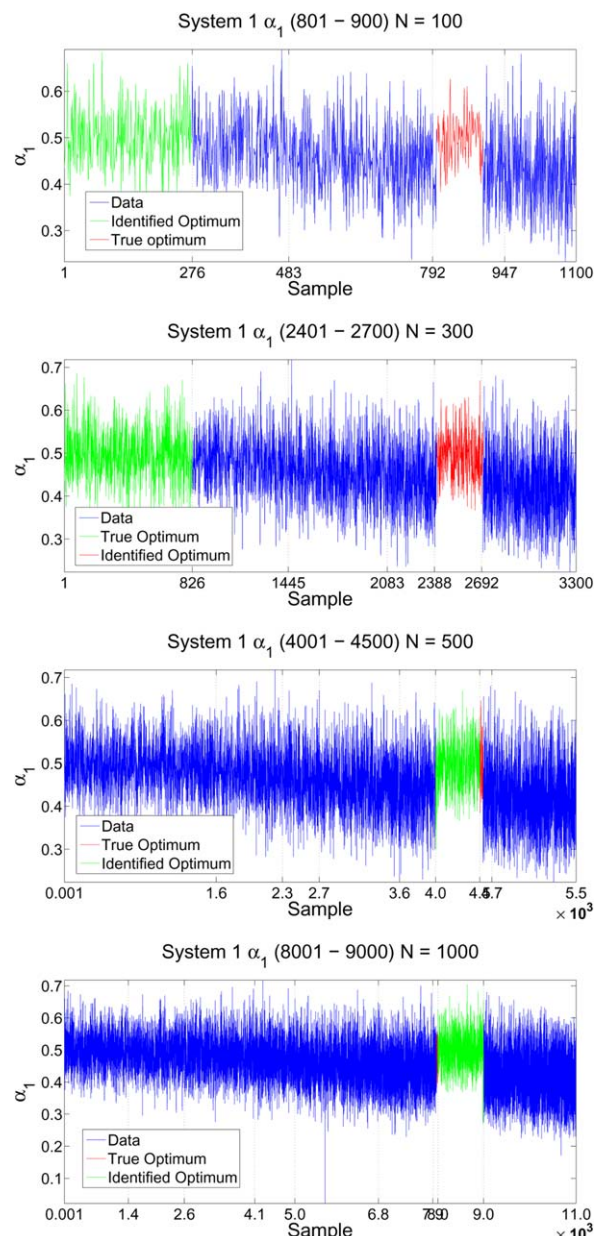 System 1 α1 (801 − 900) N = 100
0.6
0.5
0.4
0.3
α1
Data
Identified Optimum
True optimum
1 276 483 792 947 1100
Sample
System 1 α1 (2401 − 2700) N = 300
0.7
0.6
0.5
0.4
0.3
α1
Data
True Optimum
Identified Optimum
1 826 1445 2083 2388 2692 3300
Sample
System 1 α1 (4001 − 4500) N = 500
0.7
0.6
0.5
0.4
0.3
α1
Data
True Optimum
Identified Optimum
0.001 1.6 2.3 2.7 3.6 4.0 5.5
Sample
× 10³
System 1 α1 (8001 − 9000) N = 1000
0.7
0.6
0.5
0.4
0.3
0.2
0.1
α1
Data
True Optimum
Identified Optimum
0.001 1.4 2.6 4.1 5.0 6.8 9.0 11.0
Sample
× 10³